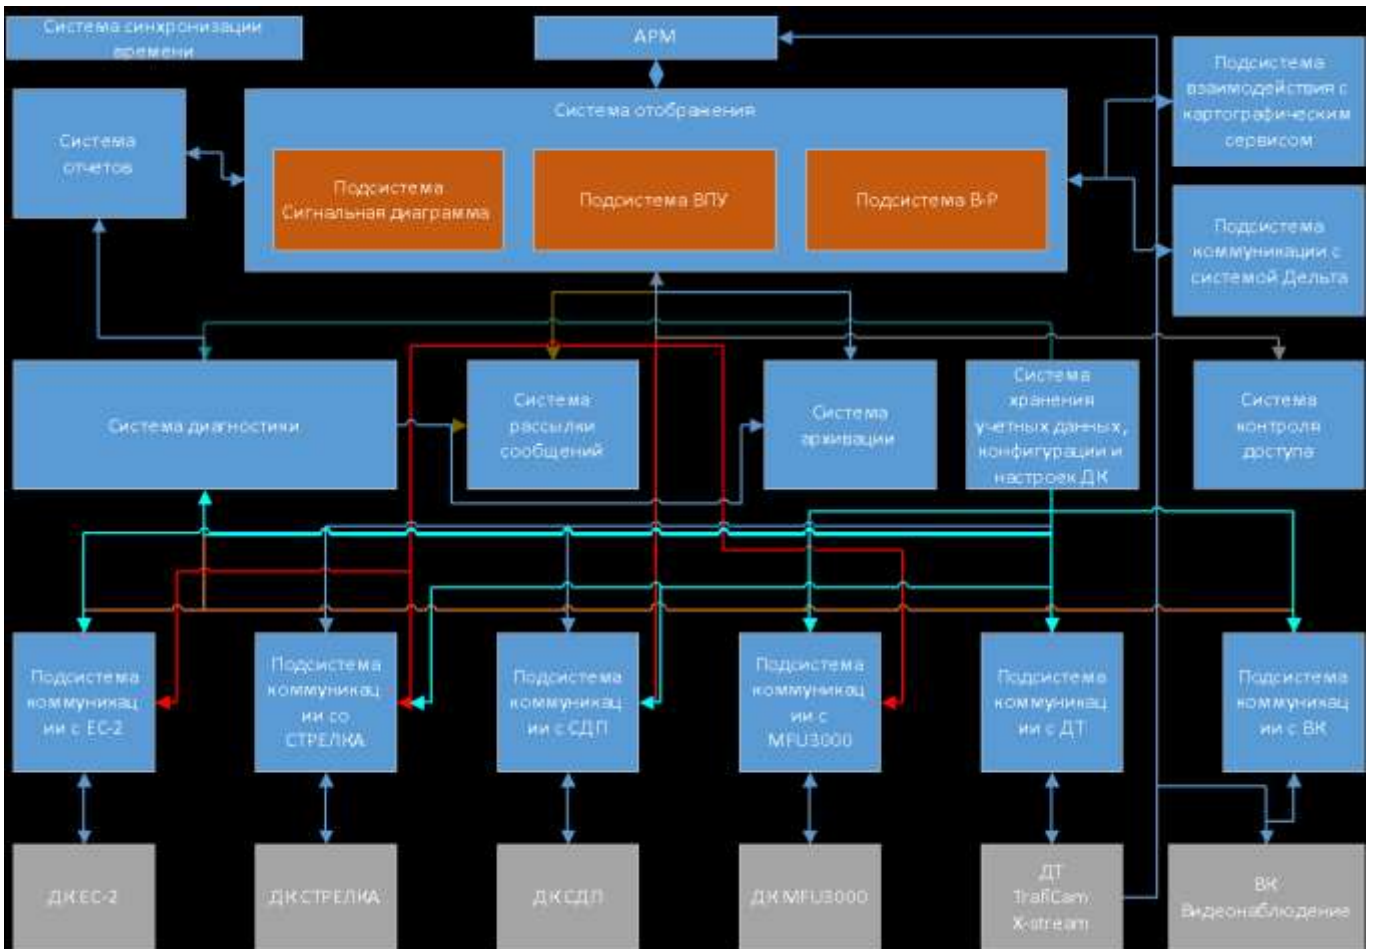 Система синхронизации
времени
АРМ
Подсистема
взаимодействия с
картографическим
сервисом
Система
отчетов
Система отображения
Подсистема
Сигнальная диаграмма
Подсистема ВПУ
Подсистема В-Р
Подсистема
коммуникации с
системой Дельта
Система диагностики
Система
рассылки
сообщений
Система
архивации
Система
хранения
учетных данных,
конфигурации и
настроек ДК
Система
контроля
доступа
Подсистема
коммуникац
ии с ЕС-2
Подсистема
коммуникац
ии со
СТРЕЛКА
Подсистема
коммуникац
ии с СДП
Подсистема
коммуникац
ии с
MFU3000
Подсистема
коммуникац
ии с ДТ
Подсистема
коммуникац
ии с ВК
ДК ЕС-2
ДК СТРЕЛКА
ДК СДП
ДК MFU3000
ДТ
TrafiCam
X-stream
ВК
Видеонаблюдение